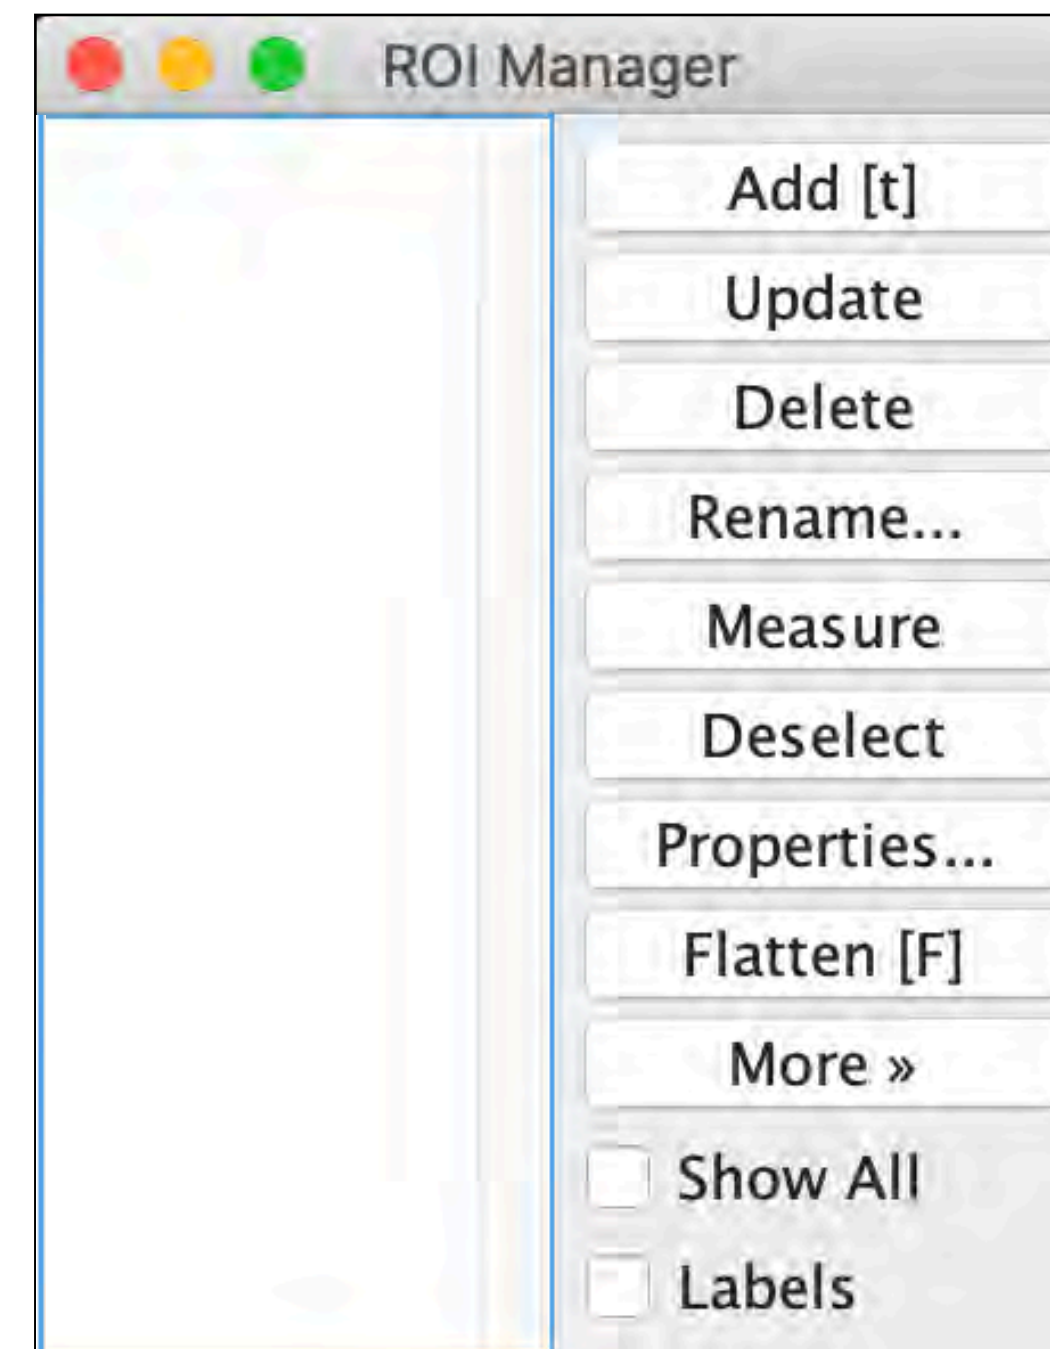 ROI Manager
Add [t]
Update
Delete
Rename...
Measure
Deselect
Properties...
Flatten [F]
More »
Show All
Labels